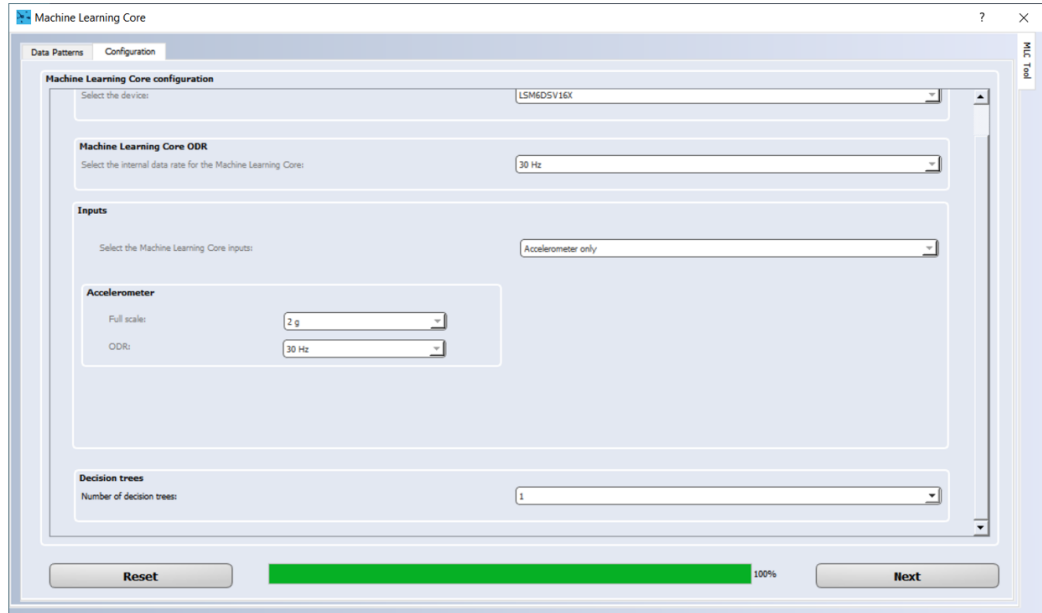 Machine Learning Core
?
Data Patterns
Configuration
MLC Tool
Machine Learning Core configuration
Select the device:
LSM6DSV16X
Machine Learning Core ODR
Select the internal data rate for the Machine Learning Core:
30 Hz
Inputs
Select the Machine Learning Core inputs:
Accelerometer only
Accelerometer
Full scale:
2 g
ODR:
30 Hz
Decision trees
Number of decision trees:
1
Reset
100%
Next